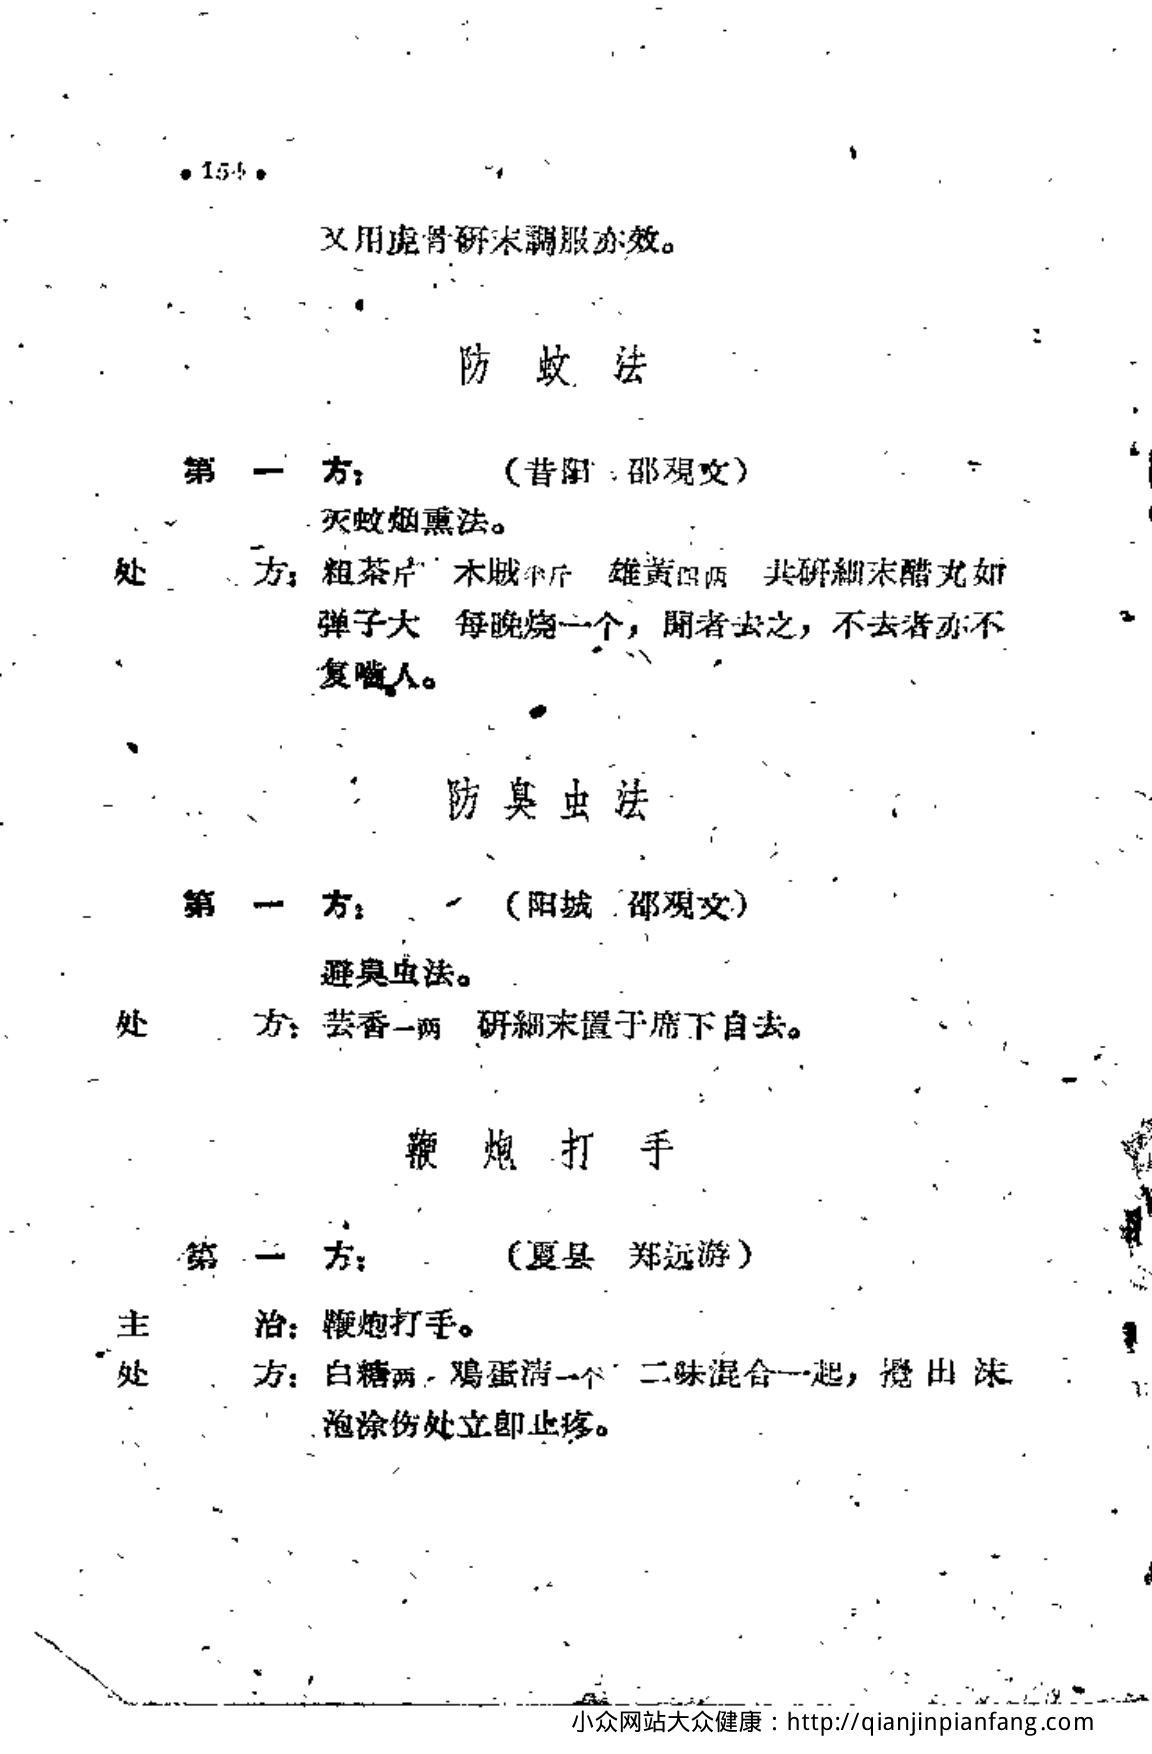 • 154 •
又用虎骨研末調服亦效。
防 蚊 法
第 一 方: (昔阳 邵覌文)
灭蚊烟熏法。
处 方: 粗茶斤 木贼半斤 雄黄四两 共研細末醋丸如
弹子大 每晚烧一个, 聞者去之, 不去者亦不
复嚙人。
防 臭 虫 法
第 一 方: (阳城 邵覌文)
避臭虫法。
处 方: 芸香一两 研細末置于席下自去。
鞭 炮 打 手
第 一 方: (夏县 郑远游)
主 治: 鞭炮打手。
处 方: 白糖两 鸡蛋清一个 二味混合一起, 攪 出 沫
泡涂伤处立即止疼。
小众网站大众健康：http://qianjinpianfang.com